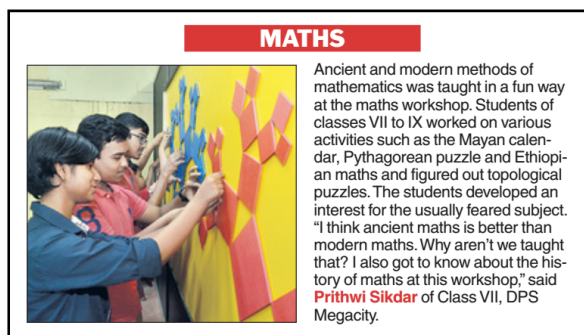 MATHS
Ancient and modern methods of
mathematics was taught in a fun way
at the maths workshop. Students of
classes VII to IX worked on various
activities such as the Mayan calen-
dar, Pythagorean puzzle and Ethiopi-
an maths and figured out topological
puzzles. The students developed an
interest for the usually feared subject.
“I think ancient maths is better than
modern maths. Why aren’t we taught
that? I also got to know about the his-
tory of maths at this workshop,” said
Prithwi Sikdar of Class VII, DPS
Megacity.